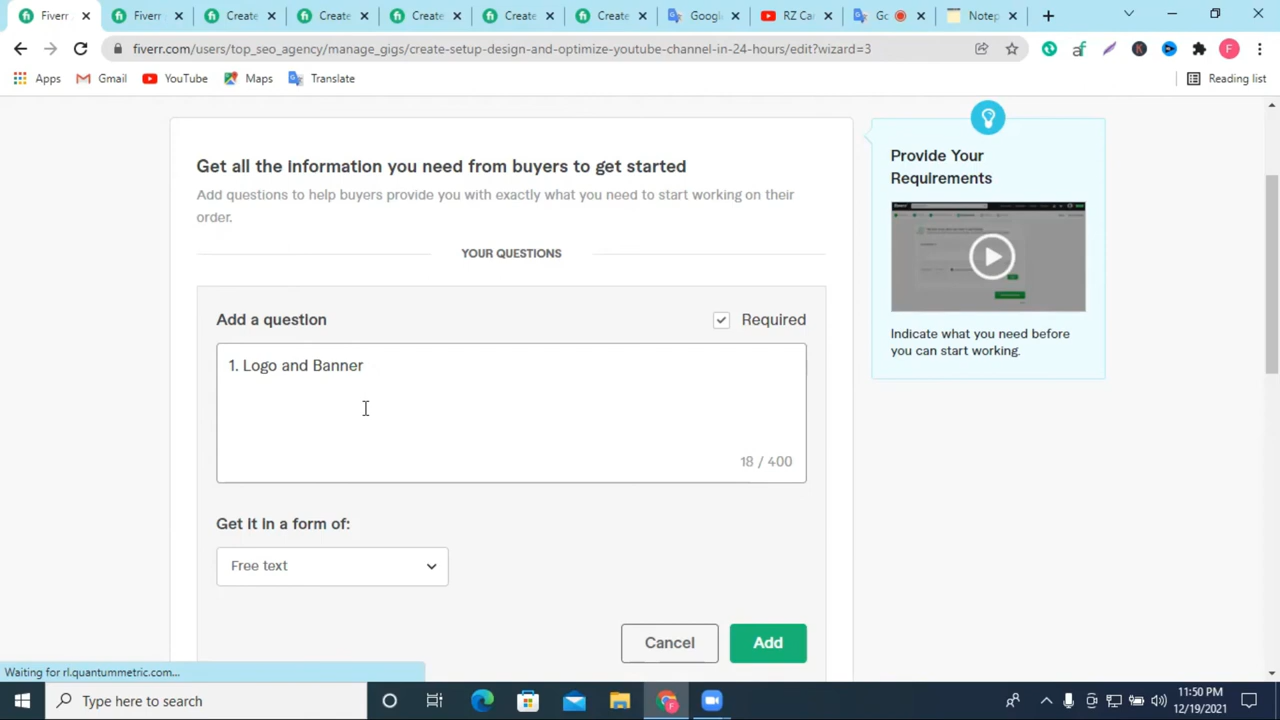 Fiverr
Fiverr
Create
Create
Create
Create
Create
Googl
RZ Car
Go
Notep
fiverr.com/users/top_seo_agency/manage_gigs/create-setup-design-and-optimize-youtube-channel-in-24-hours/edit?wizard=3
af
K
F
Apps
Gmail
YouTube
Maps
Translate
Reading list
Get all the information you need from buyers to get started
Add questions to help buyers provide you with exactly what you need to start working on their
order.
YOUR QUESTIONS
Add a question
Required
1. Logo and Banner
18 / 400
Get it in a form of:
Free text
Cancel
Add
Provide Your
Requirements
Indicate what you need before
you can start working.
Waiting for rl.quantummetric.com...
Type here to search
11:50 PM
12/19/2021